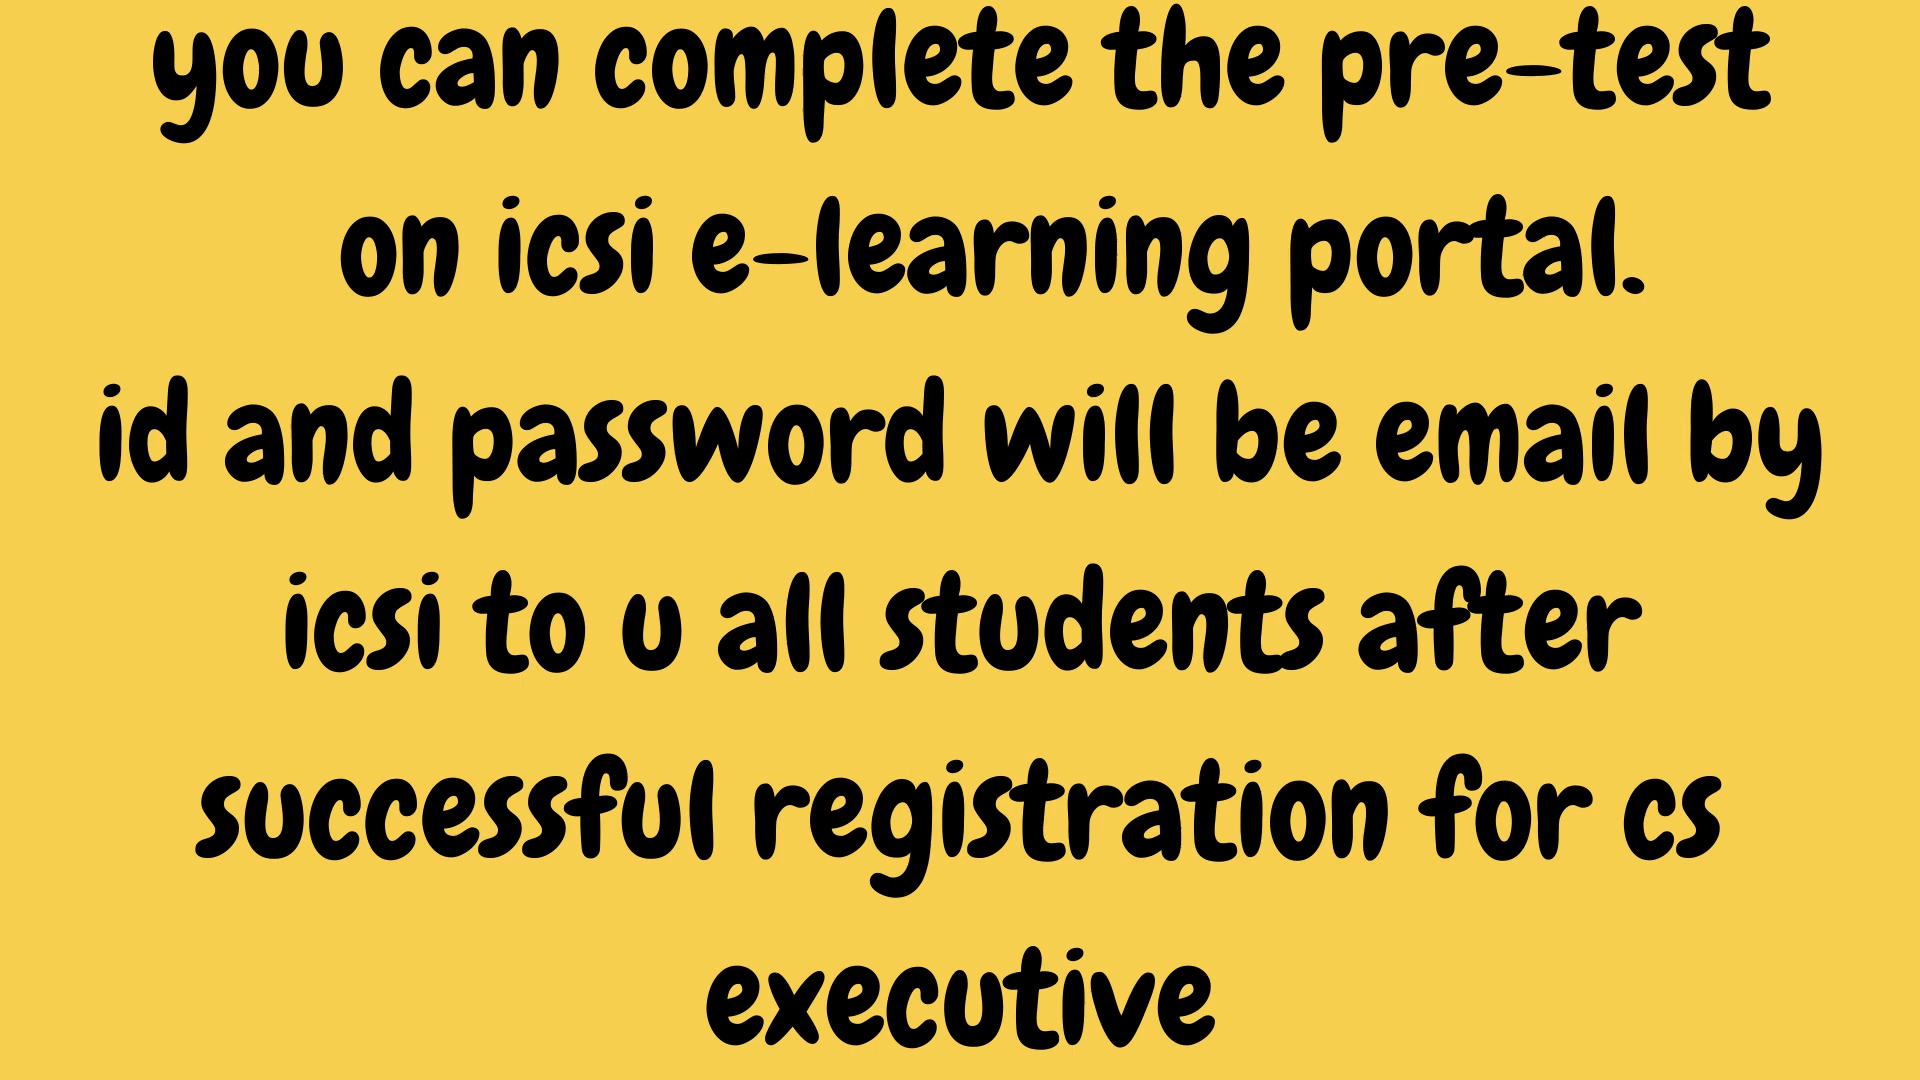 you can complete the pre-test
on icsi e-learning portal.
id and password will be email by
icsi to u all students after
successful registration for cs
executive